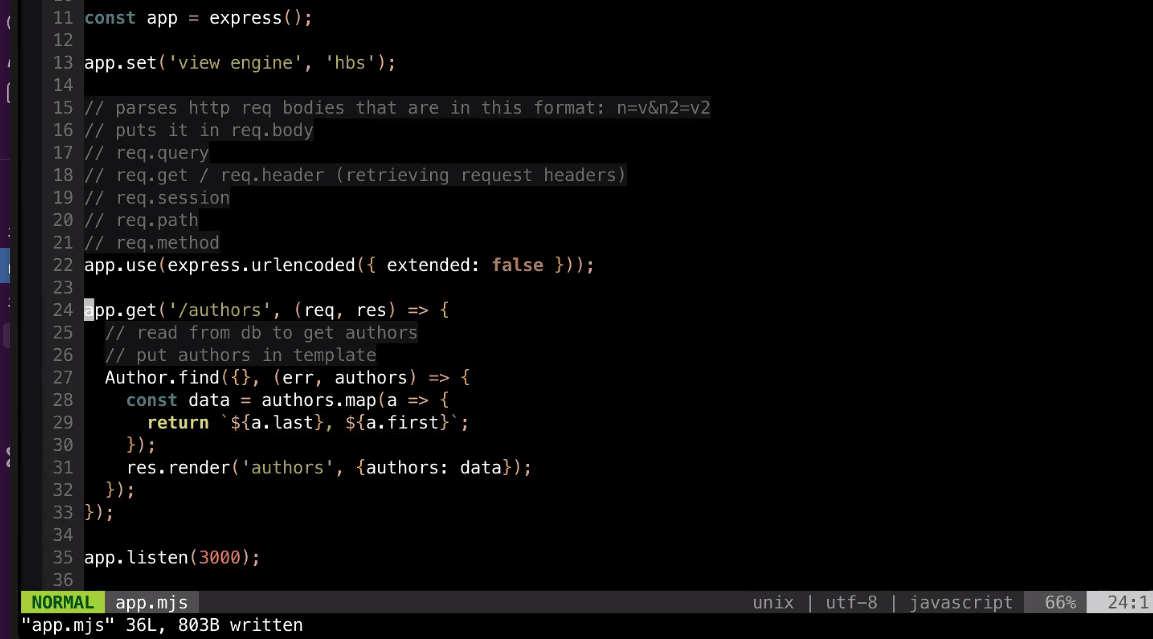 11 const app = express();
12
13 app.set('view engine', 'hbs');
14
15 // parses http req bodies that are in this format: n=v&n2=v2
16 // puts it in req.body
17 // req.query
18 // req.get / req.header (retrieving request headers)
19 // req.session
20 // req.path
21 // req.method
22 app.use(express.urlencoded({ extended: false }));
23
24 app.get('/authors', (req, res) => {
25   // read from db to get authors
26   // put authors in template
27   Author.find({}, (err, authors) => {
28     const data = authors.map(a => {
29       return `${a.last}, ${a.first}`;
30     });
31     res.render('authors', {authors: data});
32   });
33 });
34
35 app.listen(3000);
36
NORMAL app.mjs unix | utf-8 | javascript 66% 24:1
"app.mjs" 36L, 803B written